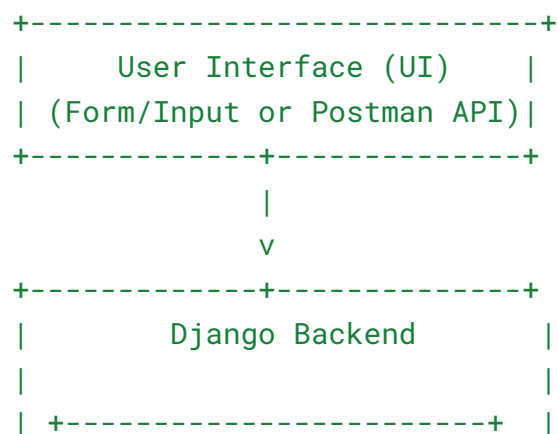 +-----------------------------+
|     User Interface (UI)     |
| (Form/Input or Postman API)|
+-------------+--------------+
              |
              v
+-------------+--------------+
|        Django Backend       |
|                             |
| +------------------------+  |